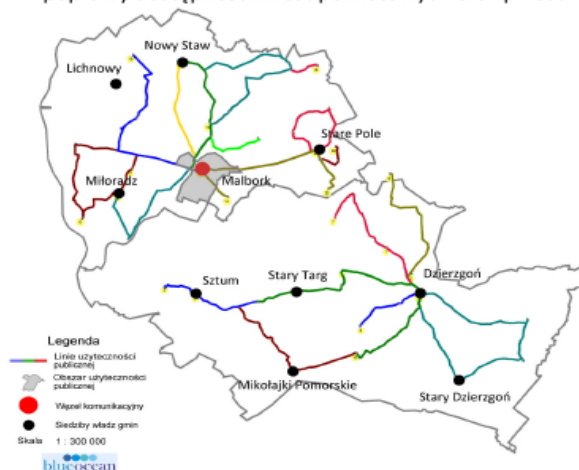 Nowy Staw
Lichnowy
Stare Pole
Malbork
Miłoradz
Dzierzgoń
Sztum
Stary Targ
Mikołajki Pomorskie
Stary Dzierzgoń
Legenda
Linie użyteczności
publicznej
Obszar użyteczności
publicznej
Węzeł komunikacyjny
Siedziby władz gmin
Skala 1 : 300 000
blueocean